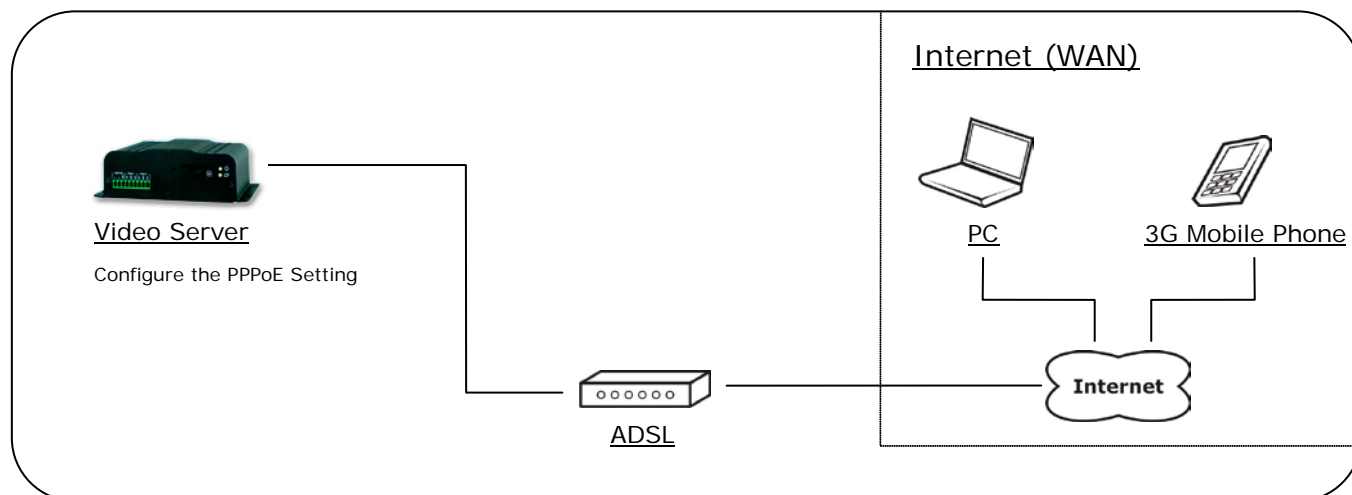 Internet (WAN)
Video Server
Configure the PPPoE Setting
PC
3G Mobile Phone
Internet
ADSL